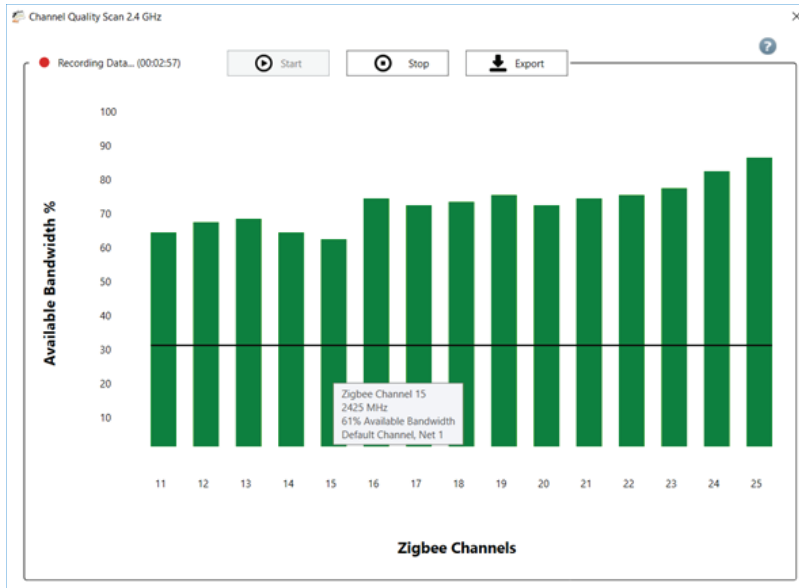 Channel Quality Scan 2.4 GHz
Recording Data... (00:02:57)
Start
Stop
Export
?
Available Bandwidth %
100
90
80
70
60
50
40
30
20
10
Zigbee Channel 15
2425 MHz
61% Available Bandwidth
Default Channel, Net 1
11 12 13 14 15 16 17 18 19 20 21 22 23 24 25
Zigbee Channels